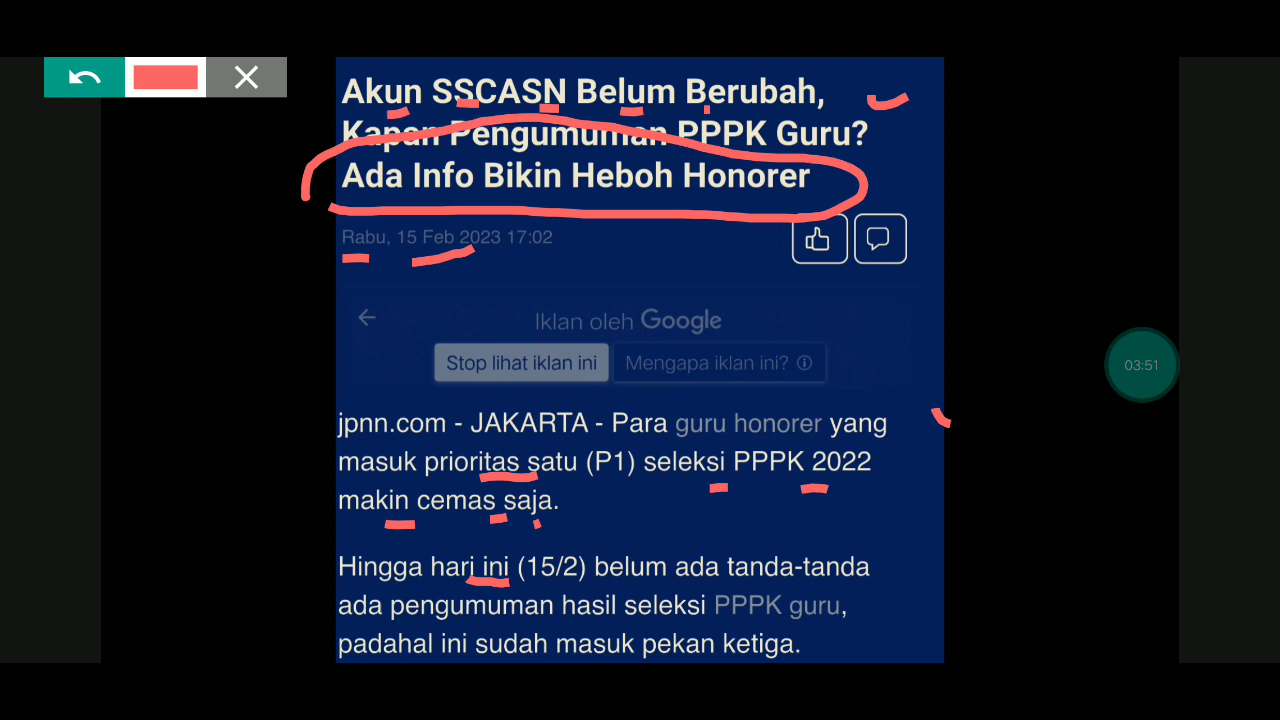 Akun SSCASN Belum Berubah,
Kapan Pengumuman PPPK Guru?
Ada Info Bikin Heboh Honorer
Rabu, 15 Feb 2023 17:02
Iklan oleh Google
Stop lihat iklan ini
Mengapa iklan ini?
03:51
jpnn.com - JAKARTA - Para guru honorer yang
masuk prioritas satu (P1) seleksi PPPK 2022
makin cemas saja.
Hingga hari ini (15/2) belum ada tanda-tanda
ada pengumuman hasil seleksi PPPK guru,
padahal ini sudah masuk pekan ketiga.